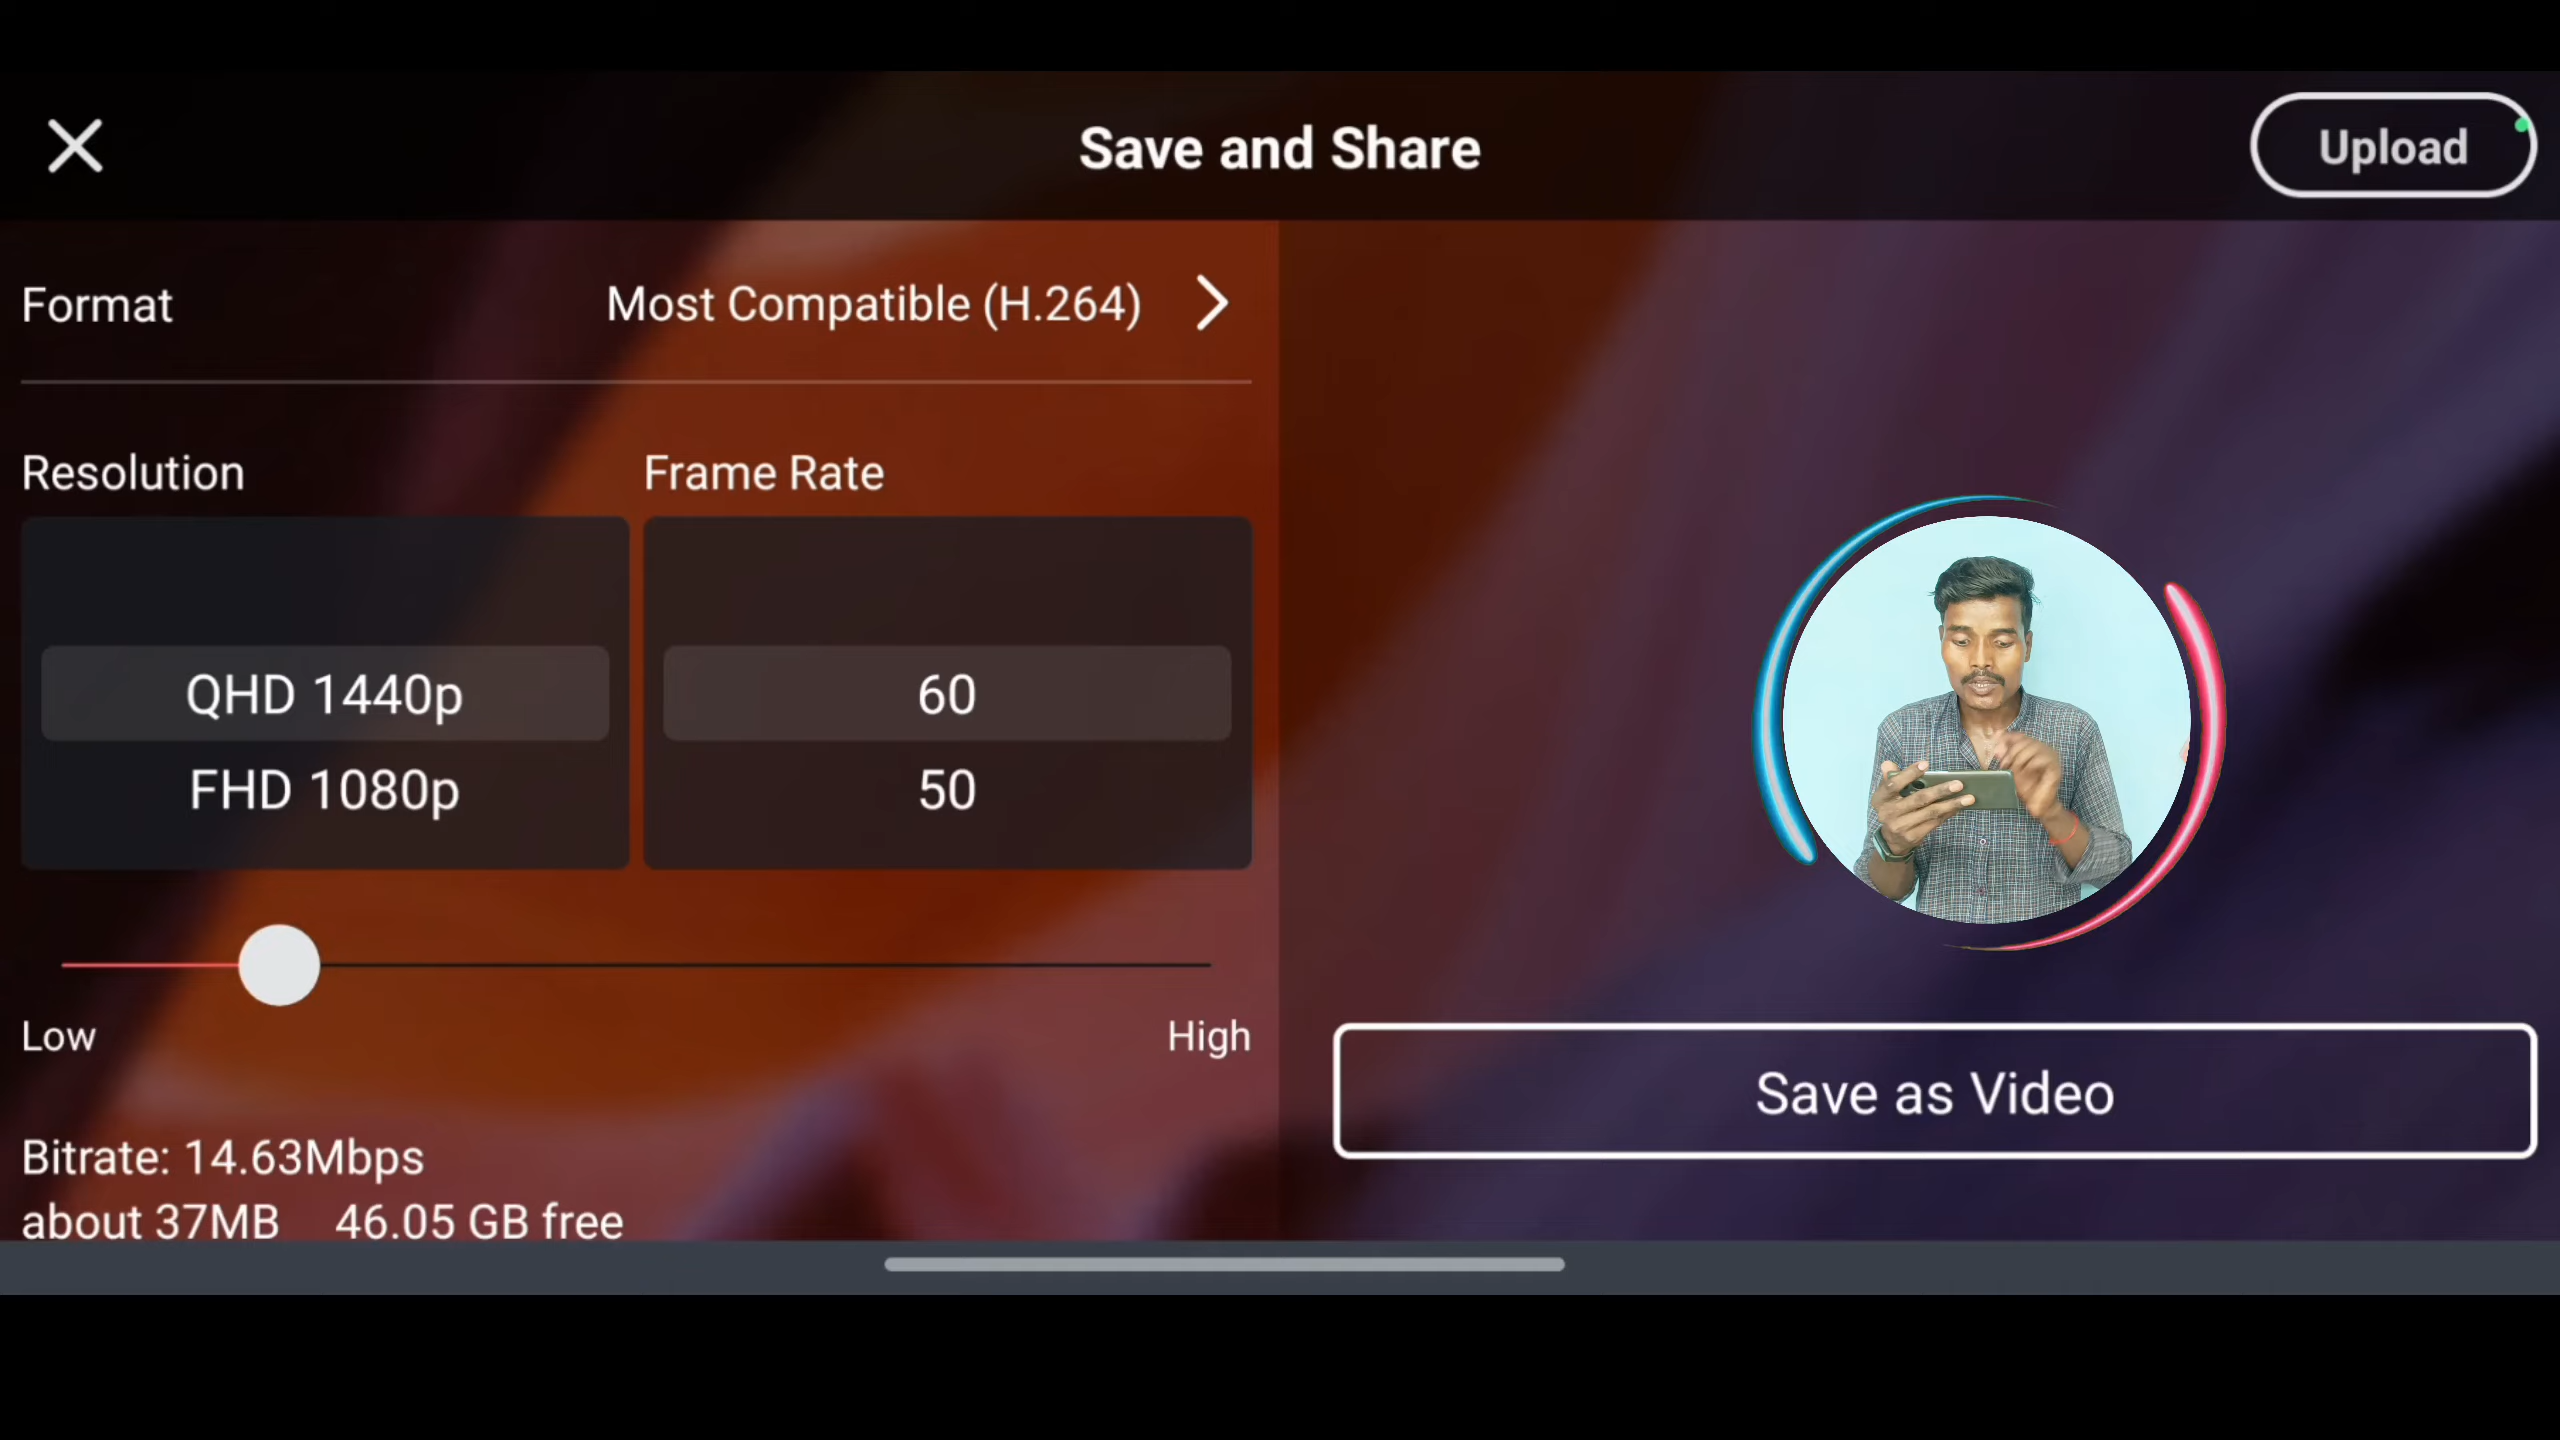 Save and Share
Upload
Format
Most Compatible (H.264)
Resolution
Frame Rate
QHD 1440p
60
FHD 1080p
50
Low
High
Bitrate: 14.63Mbps
about 37MB 46.05 GB free
Save as Video